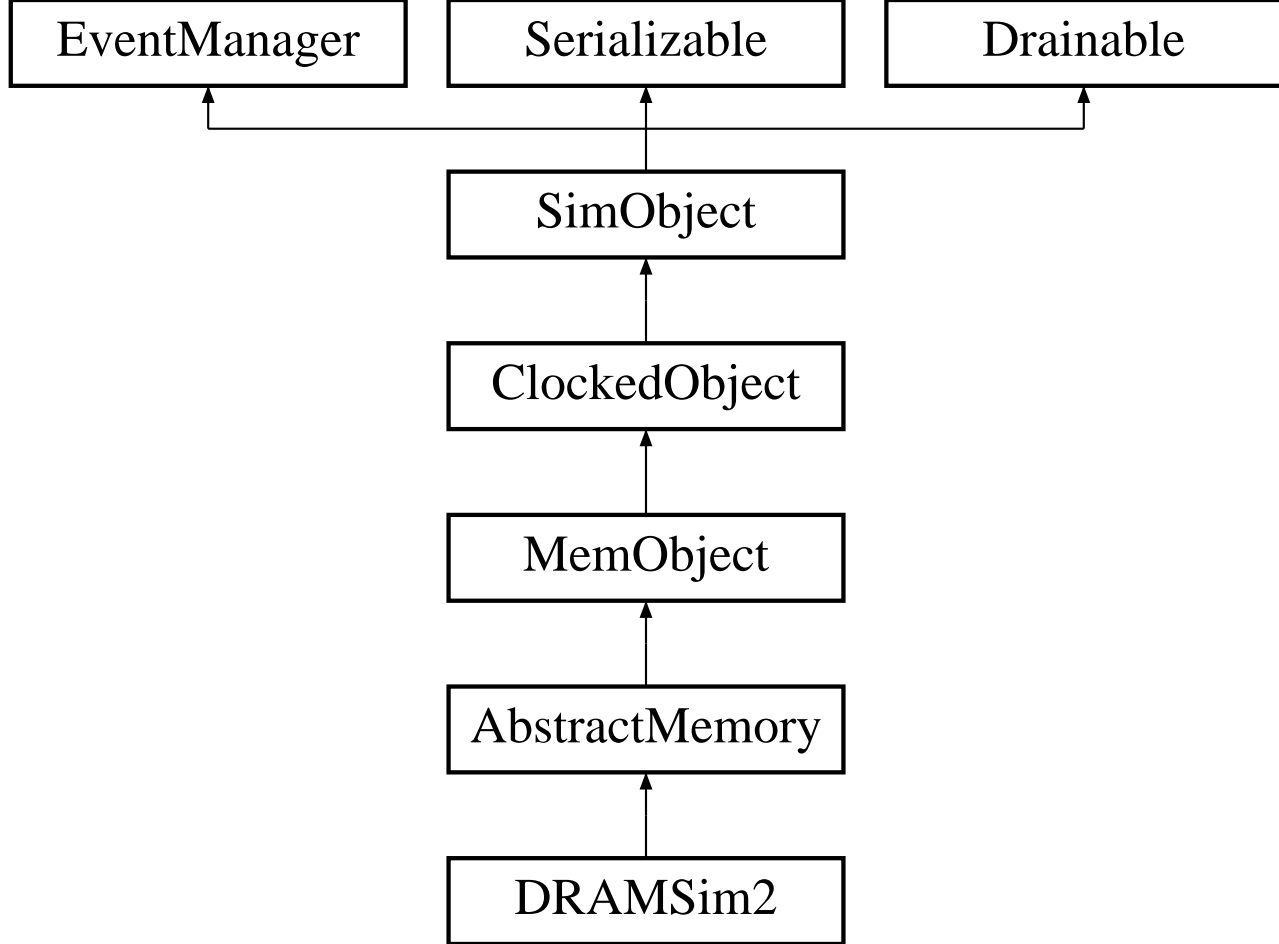 EventManager
Serializable
Drainable
SimObject
ClockedObject
MemObject
AbstractMemory
DRAMSim2